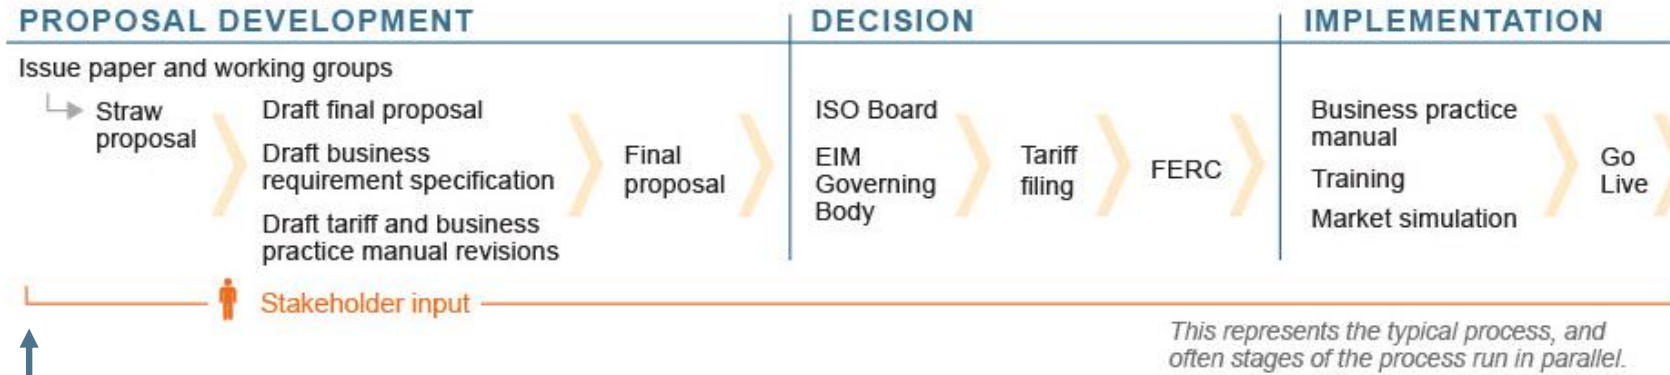 PROPOSAL DEVELOPMENT
DECISION
IMPLEMENTATION
Issue paper and working groups
Straw
proposal
Draft final proposal
Draft business
requirement specification
Draft tariff and business
practice manual revisions
Final
proposal
ISO Board
EIM
Governing
Body
Tariff
filing
FERC
Business practice
manual
Training
Market simulation
Go
Live
Stakeholder input
This represents the typical process, and
often stages of the process run in parallel.